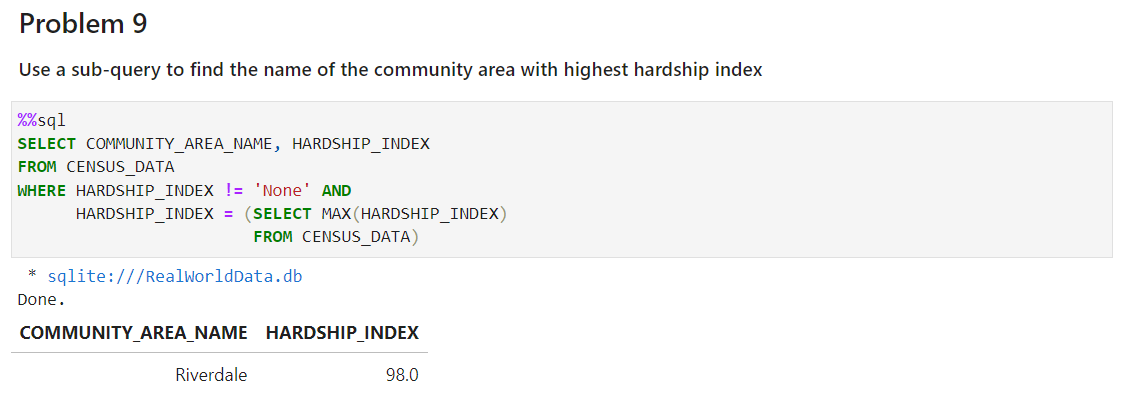 Problem 9
Use a sub-query to find the name of the community area with highest hardship index
%%sql
SELECT COMMUNITY_AREA_NAME, HARDSHIP_INDEX
FROM CENSUS_DATA
WHERE HARDSHIP_INDEX != 'None' AND
      HARDSHIP_INDEX = (SELECT MAX(HARDSHIP_INDEX)
                        FROM CENSUS_DATA)
* sqlite:///RealWorldData.db
Done.
COMMUNITY_AREA_NAME HARDSHIP_INDEX
Riverdale 98.0